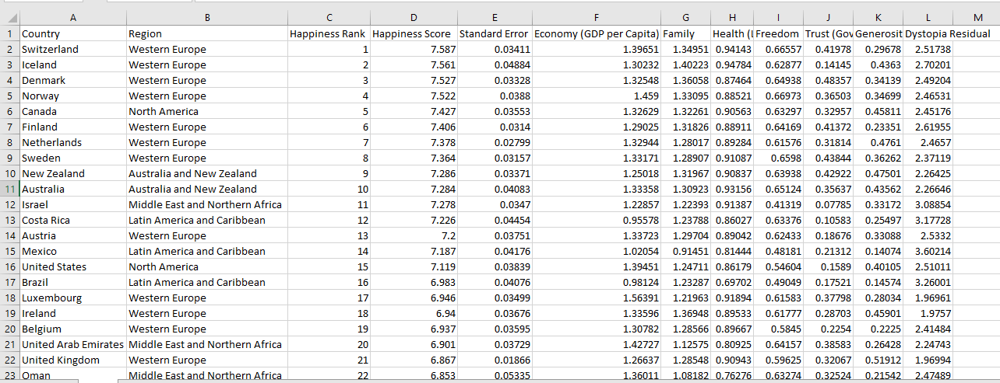 A B C D E F G H I J K L M
1 Country Region Happiness Rank Happiness Score Standard Error Economy (GDP per Capita) Family Health (L Freedom Trust (Gov Generosit Dystopia Residual
2 Switzerland Western Europe 1 7.587 0.03411 1.39651 1.34951 0.94143 0.66557 0.41978 0.29678 2.51738
3 Iceland Western Europe 2 7.561 0.04884 1.30232 1.40223 0.94784 0.62877 0.14145 0.4363 2.70201
4 Denmark Western Europe 3 7.527 0.03328 1.32548 1.36058 0.87464 0.64938 0.48357 0.34139 2.49204
5 Norway Western Europe 4 7.522 0.0388 1.459 1.33095 0.88521 0.66973 0.36503 0.34699 2.46531
6 Canada North America 5 7.427 0.03553 1.32629 1.32261 0.90563 0.63297 0.32957 0.45811 2.45176
7 Finland Western Europe 6 7.406 0.0314 1.29025 1.31826 0.88911 0.64169 0.41372 0.23351 2.61955
8 Netherlands Western Europe 7 7.378 0.02799 1.32944 1.28017 0.89284 0.61576 0.31814 0.4761 2.4657
9 Sweden Western Europe 8 7.364 0.03157 1.33171 1.28907 0.91087 0.6598 0.43844 0.36262 2.37119
10 New Zealand Australia and New Zealand 9 7.286 0.03371 1.25018 1.31967 0.90837 0.63938 0.42922 0.47501 2.26425
11 Australia Australia and New Zealand 10 7.284 0.04083 1.33358 1.30923 0.93156 0.65124 0.35637 0.43562 2.26646
12 Israel Middle East and Northern Africa 11 7.278 0.0347 1.22857 1.22393 0.91387 0.41319 0.07785 0.33172 3.08854
13 Costa Rica Latin America and Caribbean 12 7.226 0.04454 0.95578 1.23788 0.86027 0.63376 0.10583 0.25497 3.17728
14 Austria Western Europe 13 7.2 0.03751 1.33723 1.29704 0.89042 0.62433 0.18676 0.33088 2.5332
15 Mexico Latin America and Caribbean 14 7.187 0.04176 1.02054 0.91451 0.81444 0.48181 0.21312 0.14074 3.60214
16 United States North America 15 7.119 0.03839 1.39451 1.24711 0.86179 0.54604 0.1589 0.40105 2.51011
17 Brazil Latin America and Caribbean 16 6.983 0.04076 0.98124 1.23287 0.69702 0.49049 0.17521 0.14574 3.26001
18 Luxembourg Western Europe 17 6.946 0.03499 1.56391 1.21963 0.91894 0.61583 0.37798 0.28034 1.96961
19 Ireland Western Europe 18 6.94 0.03676 1.33596 1.36948 0.89533 0.61777 0.28703 0.45901 1.9757
20 Belgium Western Europe 19 6.937 0.03595 1.30782 1.28566 0.89667 0.5845 0.2254 0.2225 2.41484
21 United Arab Emirates Middle East and Northern Africa 20 6.901 0.03729 1.42727 1.12575 0.80925 0.64157 0.38583 0.26428 2.24743
22 United Kingdom Western Europe 21 6.867 0.01866 1.26637 1.28548 0.90943 0.59625 0.32067 0.51912 1.96994
23 Oman Middle East and Northern Africa 22 6.853 0.05335 1.36011 1.08182 0.76276 0.63274 0.32524 0.21542 2.47489